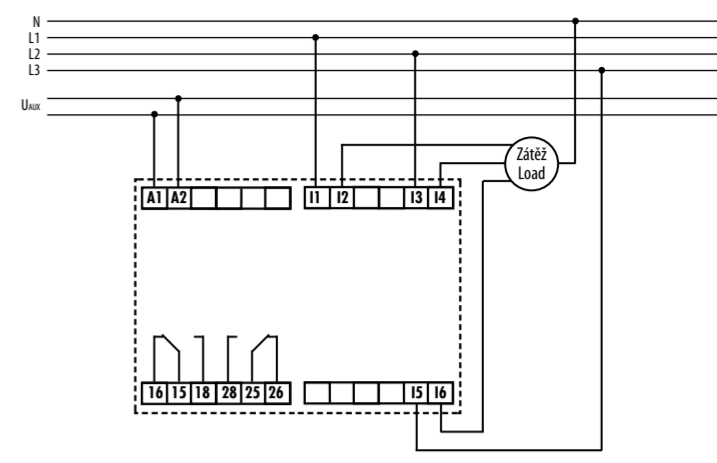 N
L1
L2
L3
UAUX
Zátěž
Load
A1 A2 I1 I2 I3 I4
16 15 18 28 25 26 I5 I6